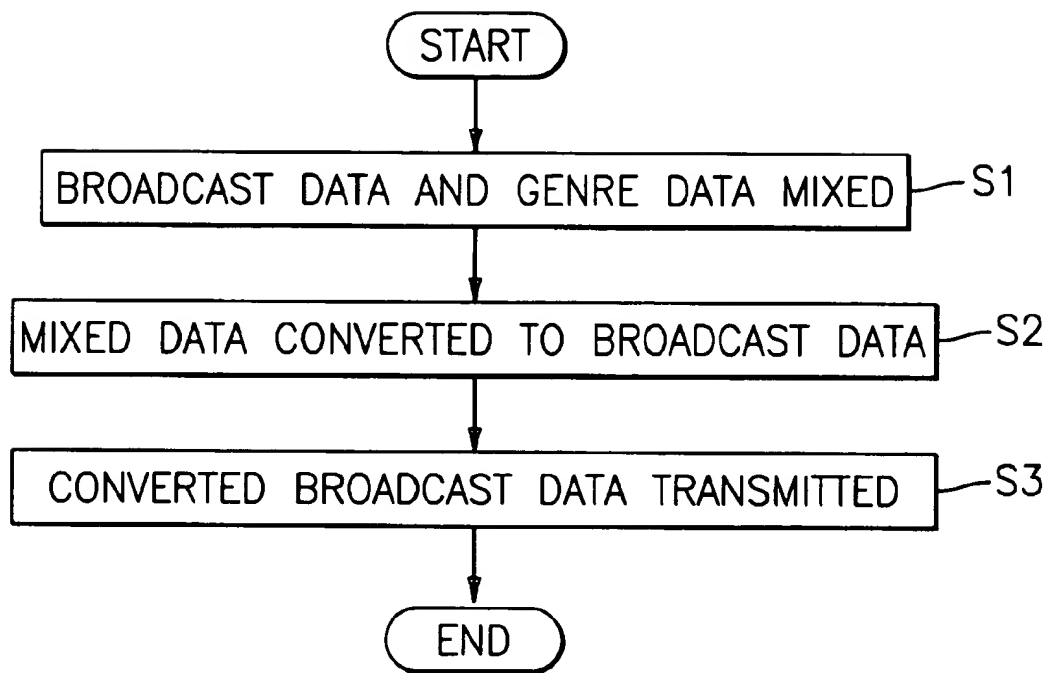 START
BROADCAST DATA AND GENRE DATA MIXED
S1
MIXED DATA CONVERTED TO BROADCAST DATA
S2
CONVERTED BROADCAST DATA TRANSMITTED
S3
END